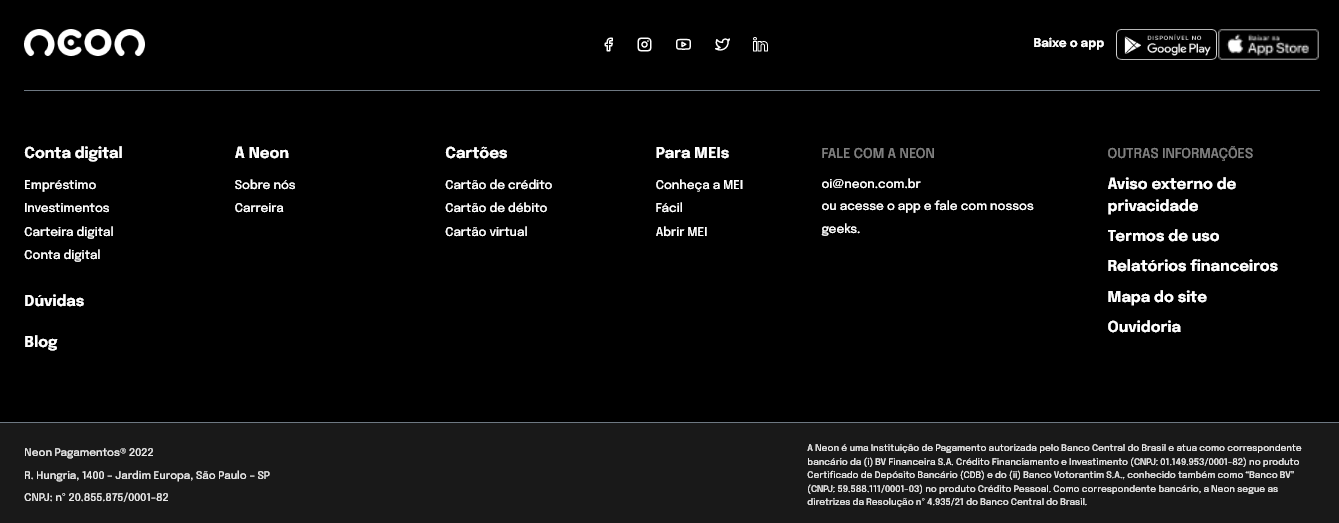 neon
Baixe o app
DISPONÍVEL NO
Google Play
Baixar na
App Store
Conta digital
Empréstimo
Investimentos
Carteira digital
Conta digital
Dúvidas
Blog
A Neon
Sobre nós
Carreira
Cartões
Cartão de crédito
Cartão de débito
Cartão virtual
Para MEIs
Conheça a MEI
Fácil
Abrir MEI
FALE COM A NEON
oi@neon.com.br
ou acesse o app e fale com nossos
geeks.
OUTRAS INFORMAÇÕES
Aviso externo de
privacidade
Termos de uso
Relatórios financeiros
Mapa do site
Ouvidoria
Neon Pagamentos® 2022
R. Hungria, 1400 – Jardim Europa, São Paulo – SP
CNPJ: n° 20.855.875/0001-82
A Neon é uma Instituição de Pagamento autorizada pelo Banco Central do Brasil e atua como correspondente
bancário da (i) BV Financeira S.A. Crédito Financiamento e Investimento (CNPJ: 01.149.953/0001-82) no produto
Certificado de Depósito Bancário (CDB) e do (ii) Banco Votorantim S.A., conhecido também como “Banco BV”
(CNPJ: 59.588.111/0001-03) no produto Crédito Pessoal. Como correspondente bancário, a Neon segue as
diretrizes da Resolução n° 4.935/21 do Banco Central do Brasil.